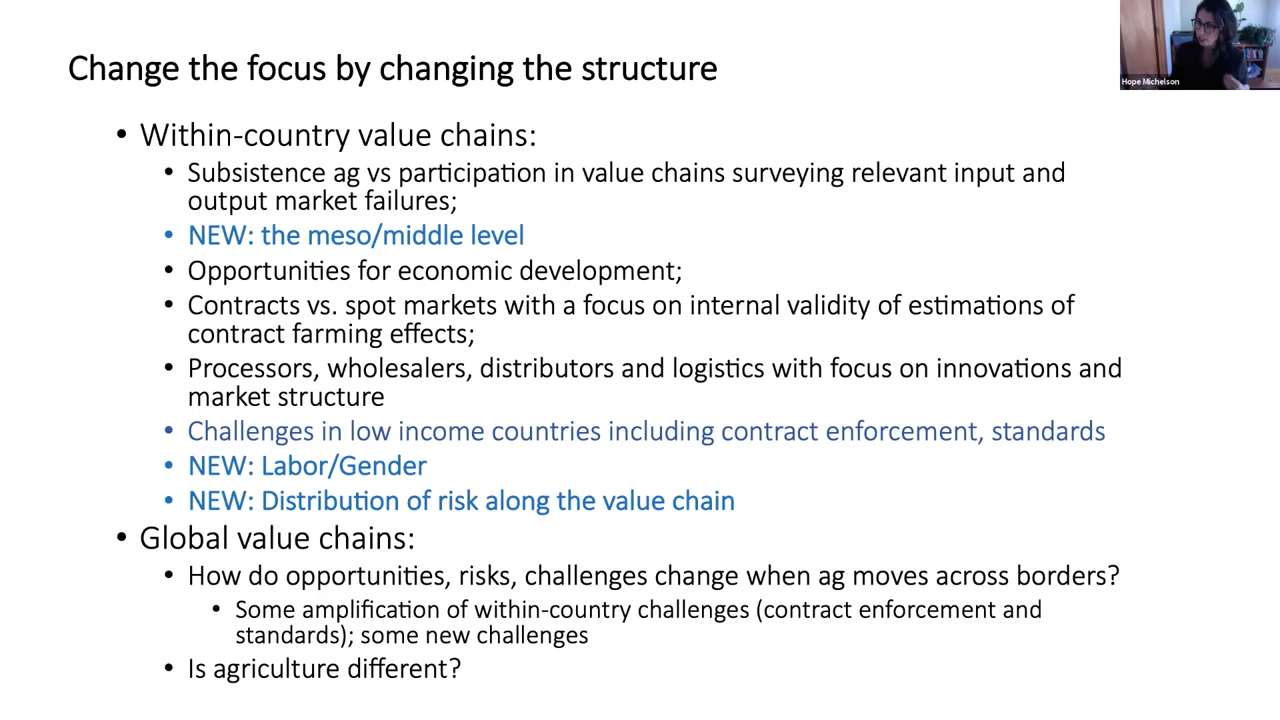 Change the focus by changing the structure
Hope Michelson
• Within-country value chains:
• Subsistence ag vs participation in value chains surveying relevant input and
output market failures;
• NEW: the meso/middle level
• Opportunities for economic development;
• Contracts vs. spot markets with a focus on internal validity of estimations of
contract farming effects;
• Processors, wholesalers, distributors and logistics with focus on innovations and
market structure
• Challenges in low income countries including contract enforcement, standards
• NEW: Labor/Gender
• NEW: Distribution of risk along the value chain
• Global value chains:
• How do opportunities, risks, challenges change when ag moves across borders?
• Some amplification of within-country challenges (contract enforcement and
standards); some new challenges
• Is agriculture different?